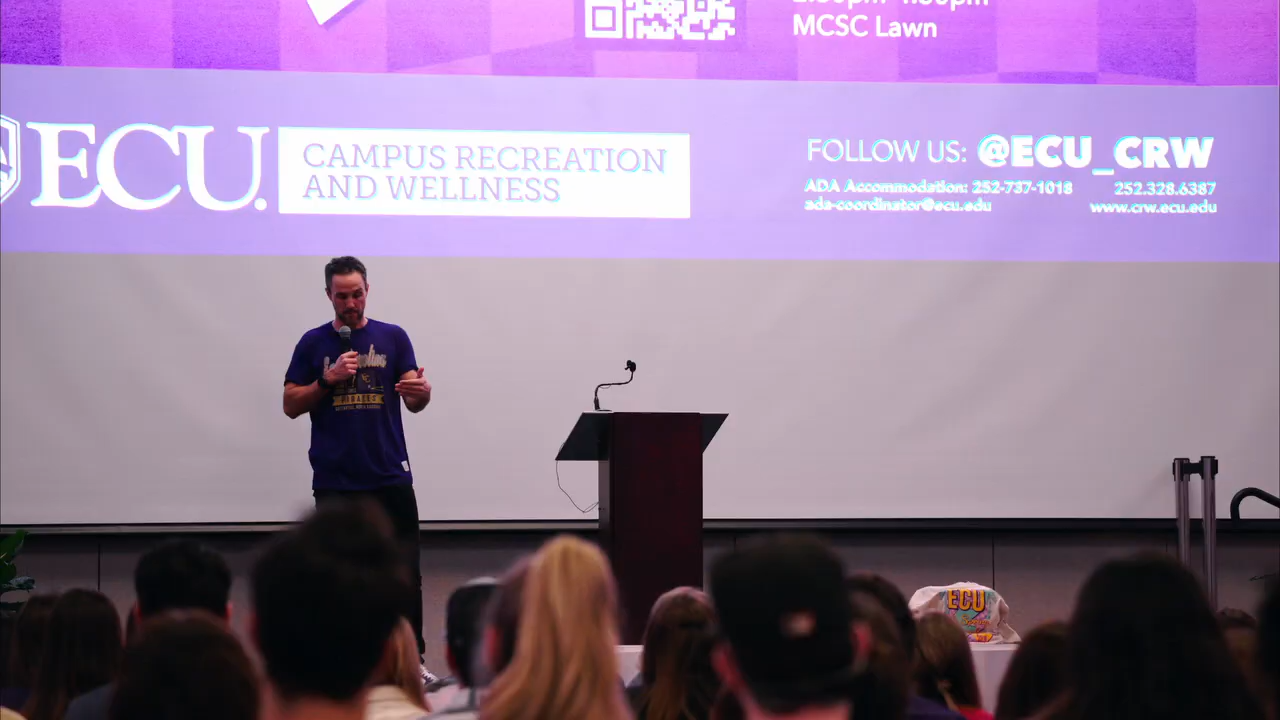 MCSC Lawn
ECU.
CAMPUS RECREATION
AND WELLNESS
FOLLOW US: @ECU_CRW
ADA Accommodation: 252-737-1018
252.328.6387
ada-coordinator@ecu.edu
www.crw.ecu.edu
ECU